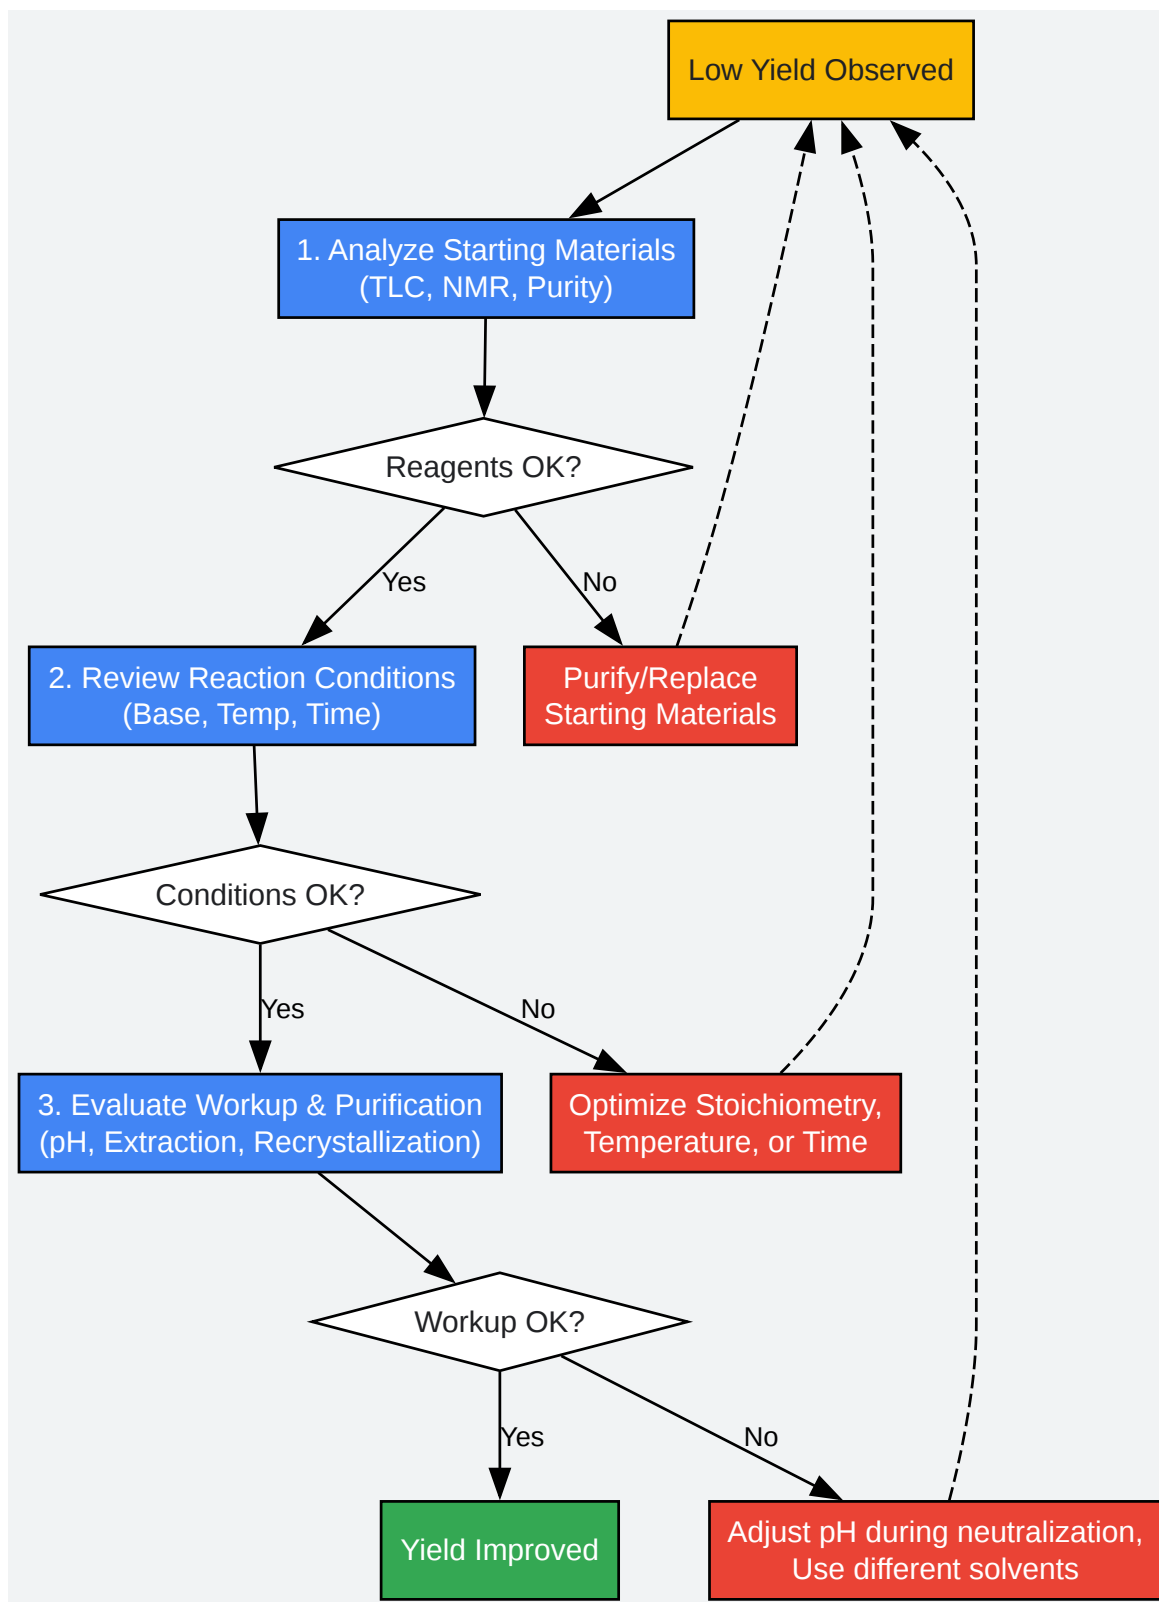 Low Yield Observed
1. Analyze Starting Materials
(TLC, NMR, Purity)
Reagents OK?
Yes
No
2. Review Reaction Conditions
(Base, Temp, Time)
Purify/Replace
Starting Materials
Conditions OK?
Yes
No
3. Evaluate Workup & Purification
(pH, Extraction, Recrystallization)
Optimize Stoichiometry,
Temperature, or Time
Workup OK?
Yes
No
Yield Improved
Adjust pH during neutralization,
Use different solvents